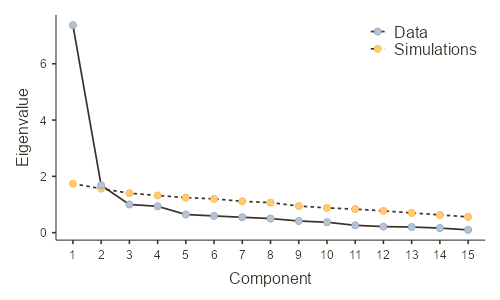 Data
Simulations
6
4
2
0
Eigenvalue
1 2 3 4 5 6 7 8 9 10 11 12 13 14 15
Component